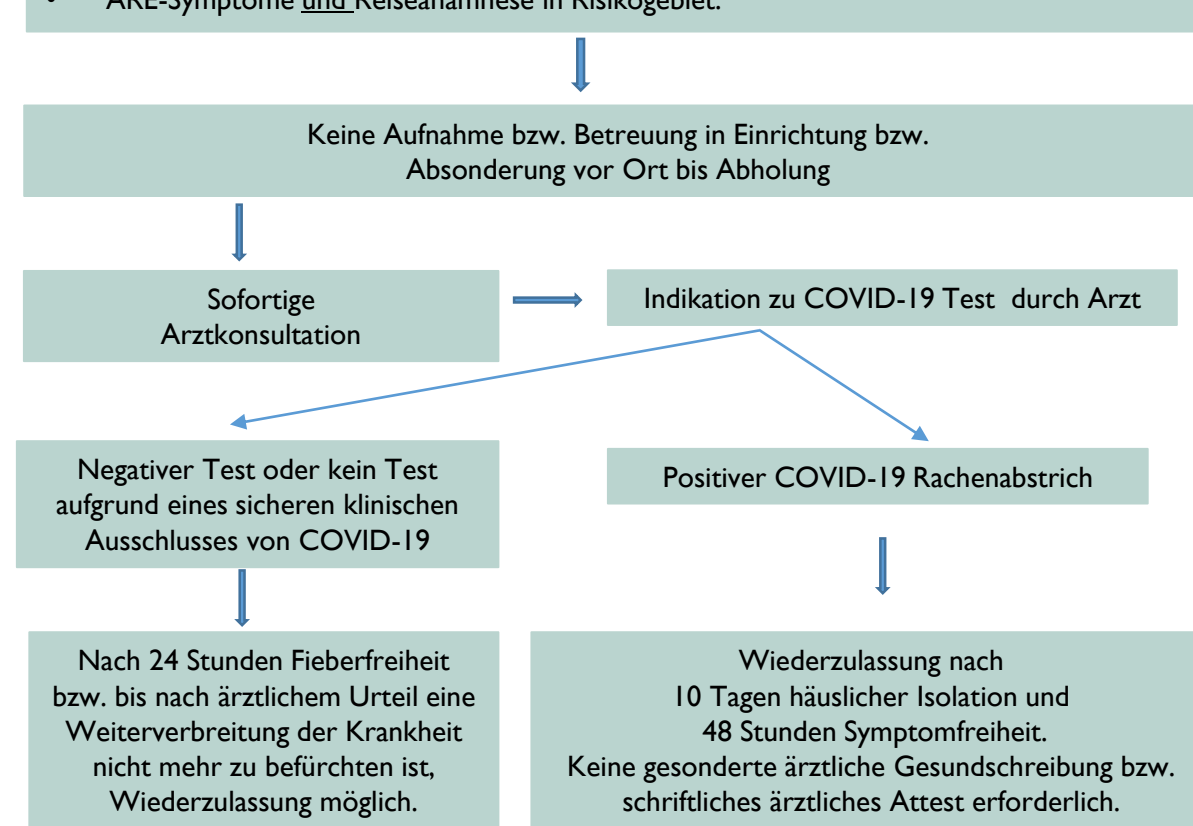 • ARE-Symptome und Reiseanamnese in Risikogebiet.
Keine Aufnahme bzw. Betreuung in Einrichtung bzw.
Absonderung vor Ort bis Abholung
Sofortige
Arztkonsultation
Indikation zu COVID-19 Test durch Arzt
Negativer Test oder kein Test
aufgrund eines sicheren klinischen
Ausschlusses von COVID-19
Positiver COVID-19 Rachenabstrich
Nach 24 Stunden Fieberfreiheit
bzw. bis nach ärztlichem Urteil eine
Weiterverbreitung der Krankheit
nicht mehr zu befürchten ist,
Wiederzulassung möglich.
Wiederzulassung nach
10 Tagen häuslicher Isolation und
48 Stunden Symptomfreiheit.
Keine gesonderte ärztliche Gesundschreibung bzw.
schriftliches ärztliches Attest erforderlich.